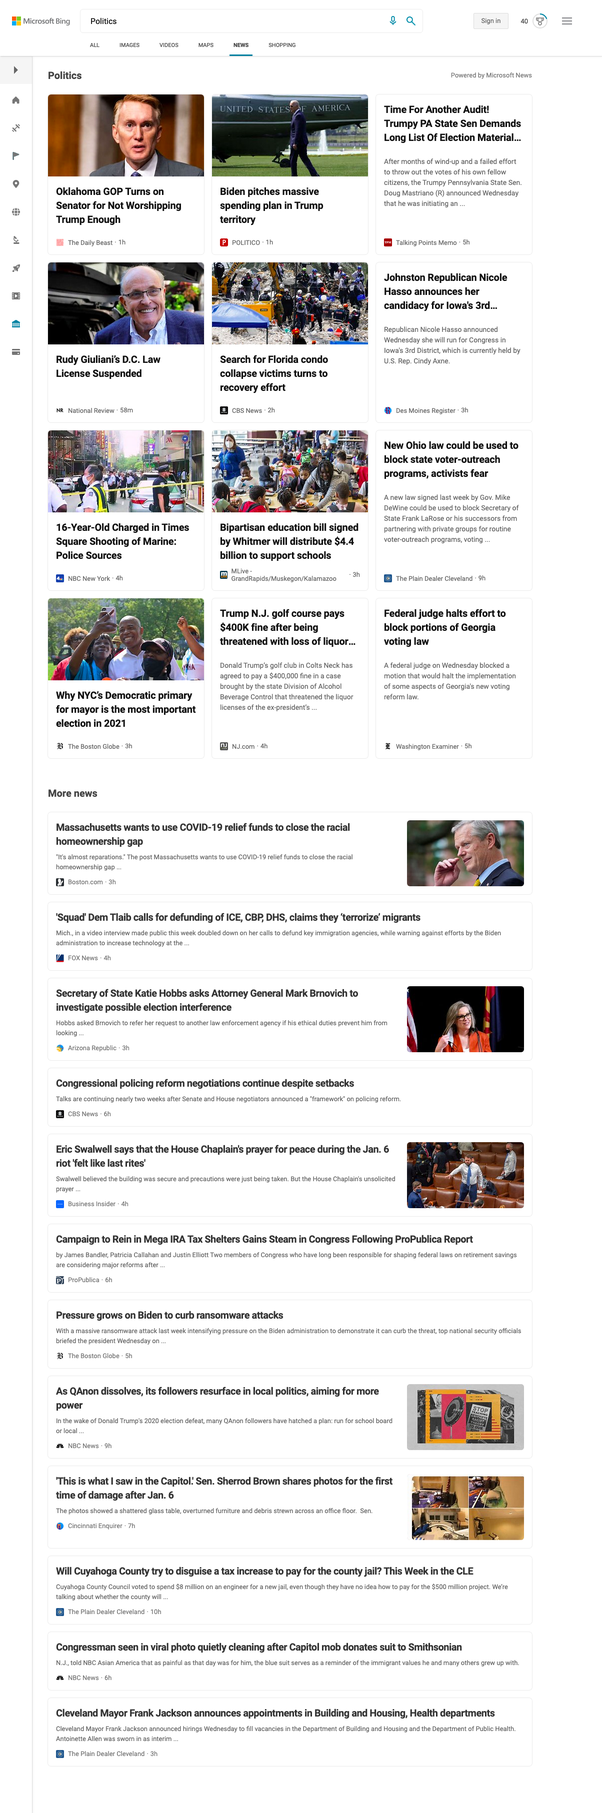 Microsoft Bing
Politics
Sign in
40
ALL
IMAGES
VIDEOS
MAPS
NEWS
SHOPPING
Politics
Powered by Microsoft News
UNITED STATES OF AMERICA
Oklahoma GOP Turns on
Senator for Not Worshipping
Trump Enough
The Daily Beast · 1h
Biden pitches massive
spending plan in Trump
territory
POLITICO · 1h
Time For Another Audit!
Trumpy PA State Sen Demands
Long List Of Election Material...
After months of wind-up and a failed effort
to throw out the votes of his own fellow
citizens, the Trumpy Pennsylvania State Sen.
Doug Mastriano (R) announced Wednesday
that he was initiating an ...
Talking Points Memo · 5h
Rudy Giuliani's D.C. Law
License Suspended
National Review · 58m
Search for Florida condo
collapse victims turns to
recovery effort
CBS News · 2h
Johnston Republican Nicole
Hasso announces her
candidacy for Iowa's 3rd...
Republican Nicole Hasso announced
Wednesday she will run for Congress in
Iowa's 3rd District, which is currently held by
U.S. Rep. Cindy Axne.
Des Moines Register · 3h
16-Year-Old Charged in Times
Square Shooting of Marine:
Police Sources
NBC New York · 4h
Bipartisan education bill signed
by Whitmer will distribute $4.4
billion to support schools
MLive -
GrandRapids/Muskegon/Kalamazoo · 3h
New Ohio law could be used to
block state voter-outreach
programs, activists fear
A new law signed last week by Gov. Mike
DeWine could be used to block Secretary of
State Frank LaRose or his successors from
partnering with private groups for routine
voter-outreach programs, voting ...
The Plain Dealer Cleveland · 9h
Why NYC's Democratic primary
for mayor is the most important
election in 2021
The Boston Globe · 3h
Trump N.J. golf course pays
$400K fine after being
threatened with loss of liquor...
Donald Trump's golf club in Colts Neck has
agreed to pay a $400,000 fine in a case
brought by the state Division of Alcohol
Beverage Control that threatened the liquor
licenses of the ex-president's ...
NJ.com · 4h
Federal judge halts effort to
block portions of Georgia
voting law
A federal judge on Wednesday blocked a
motion that would halt the implementation
of some aspects of Georgia's new voting
reform law.
Washington Examiner · 5h
More news
Massachusetts wants to use COVID-19 relief funds to close the racial
homeownership gap
"It's almost reparations." The post Massachusetts wants to use COVID-19 relief funds to close the racial
homeownership gap ...
Boston.com · 3h
'Squad' Dem Tlaib calls for defunding of ICE, CBP, DHS, claims they 'terrorize' migrants
Mich., in a video interview made public this week doubled down on her calls to defund key immigration agencies, while warning against efforts by the Biden
administration to increase technology at the ...
FOX News · 4h
Secretary of State Katie Hobbs asks Attorney General Mark Brnovich to
investigate possible election interference
Hobbs asked Brnovich to refer her request to another law enforcement agency if his ethical duties prevent him from
looking ...
Arizona Republic · 3h
Congressional policing reform negotiations continue despite setbacks
Talks are continuing nearly two weeks after Senate and House negotiators announced a "framework" on policing reform.
CBS News · 6h
Eric Swalwell says that the House Chaplain's prayer for peace during the Jan. 6
riot 'felt like last rites'
Swalwell believed the building was secure and precautions were just being taken. But the House Chaplain's unsolicited
prayer ...
Business Insider · 4h
Campaign to Rein in Mega IRA Tax Shelters Gains Steam in Congress Following ProPublica Report
by James Bandler, Patricia Callahan and Justin Elliott Two members of Congress who have long been responsible for shaping federal laws on retirement savings
are considering major reforms after ...
ProPublica · 6h
Pressure grows on Biden to curb ransomware attacks
With a massive ransomware attack last week intensifying pressure on the Biden administration to demonstrate it can curb the threat, top national security officials
briefed the president Wednesday on ...
The Boston Globe · 5h
As QAnon dissolves, its followers resurface in local politics, aiming for more
power
In the wake of Donald Trump's 2020 election defeat, many QAnon followers have hatched a plan: run for school board
or local ...
NBC News · 9h
STOP
'This is what I saw in the Capitol.' Sen. Sherrod Brown shares photos for the first
time of damage after Jan. 6
The photos showed a shattered glass table, overturned furniture and debris strewn across an office floor. Sen.
Cincinnati Enquirer · 7h
Will Cuyahoga County try to disguise a tax increase to pay for the county jail? This Week in the CLE
Cuyahoga County Council voted to spend $8 million on an engineer for a new jail, even though they have no idea how to pay for the $500 million project. We're
talking about whether the county will ...
The Plain Dealer Cleveland · 10h
Congressman seen in viral photo quietly cleaning after Capitol mob donates suit to Smithsonian
N.J., told NBC Asian America that as painful as that day was for him, the blue suit serves as a reminder of the immigrant values he and many others grew up with.
NBC News · 6h
Cleveland Mayor Frank Jackson announces appointments in Building and Housing, Health departments
Cleveland Mayor Frank Jackson announced hirings Wednesday to fill vacancies in the Department of Building and Housing and the Department of Public Health.
Antoinette Allen was sworn in as interim ...
The Plain Dealer Cleveland · 3h